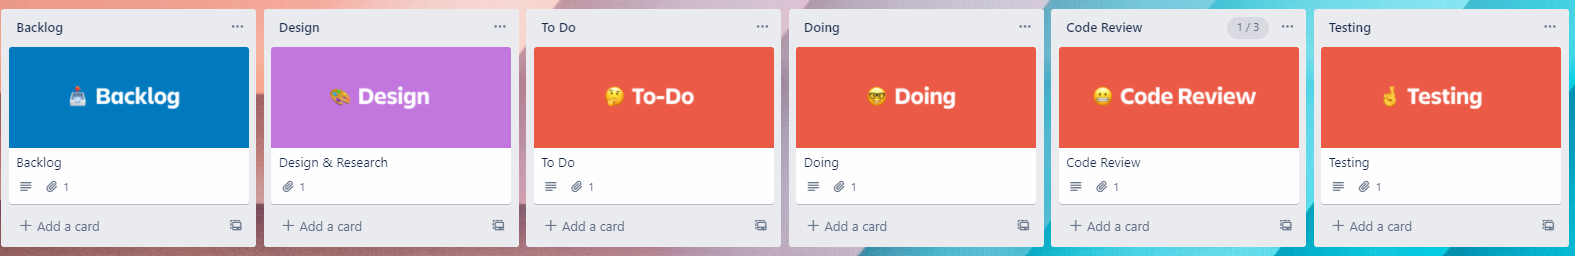 Backlog
Backlog
Backlog
1
Add a card
Design
Design
Design & Research
1
Add a card
To Do
To-Do
To Do
1
Add a card
Doing
Doing
Doing
1
Add a card
Code Review 1 / 3
Code Review
Code Review
1
Add a card
Testing
Testing
Testing
1
Add a card